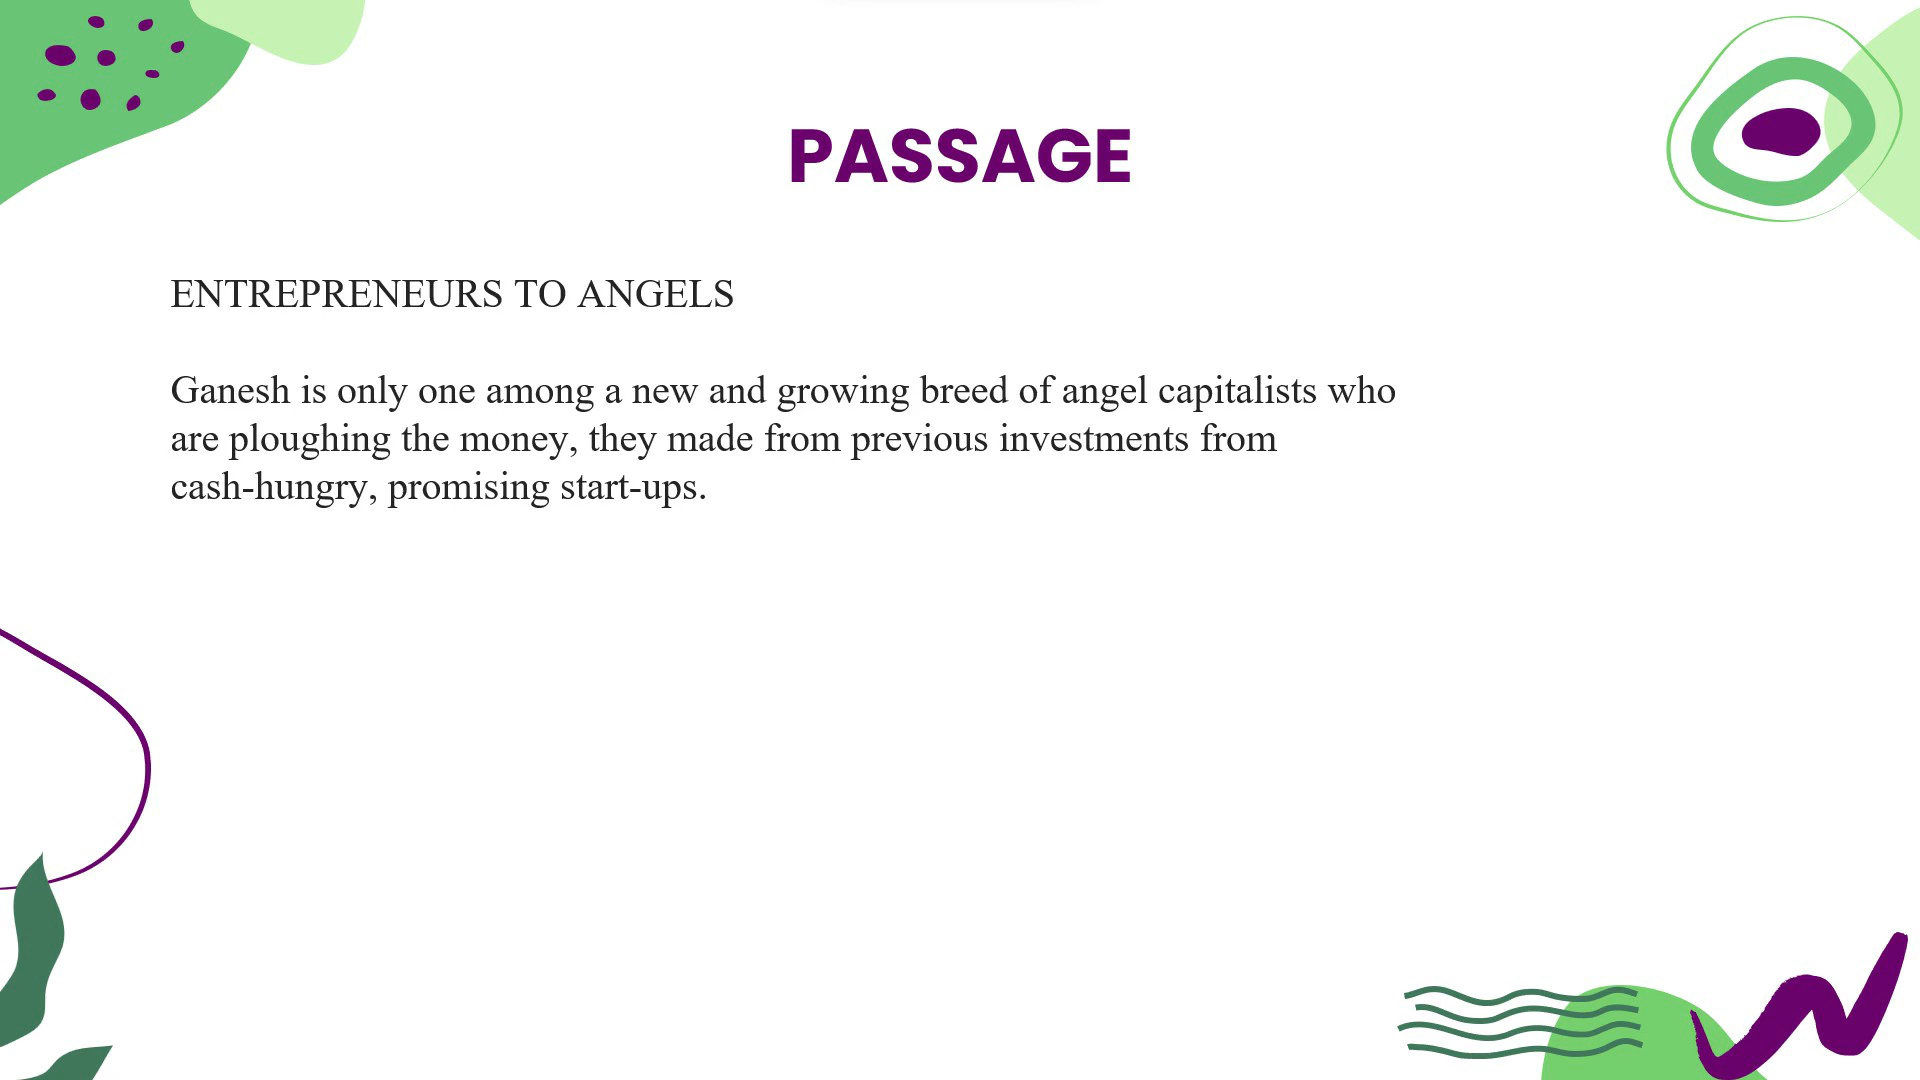 PASSAGE
ENTREPRENEURS TO ANGELS
Ganesh is only one among a new and growing breed of angel capitalists who
are ploughing the money, they made from previous investments from
cash-hungry, promising start-ups.